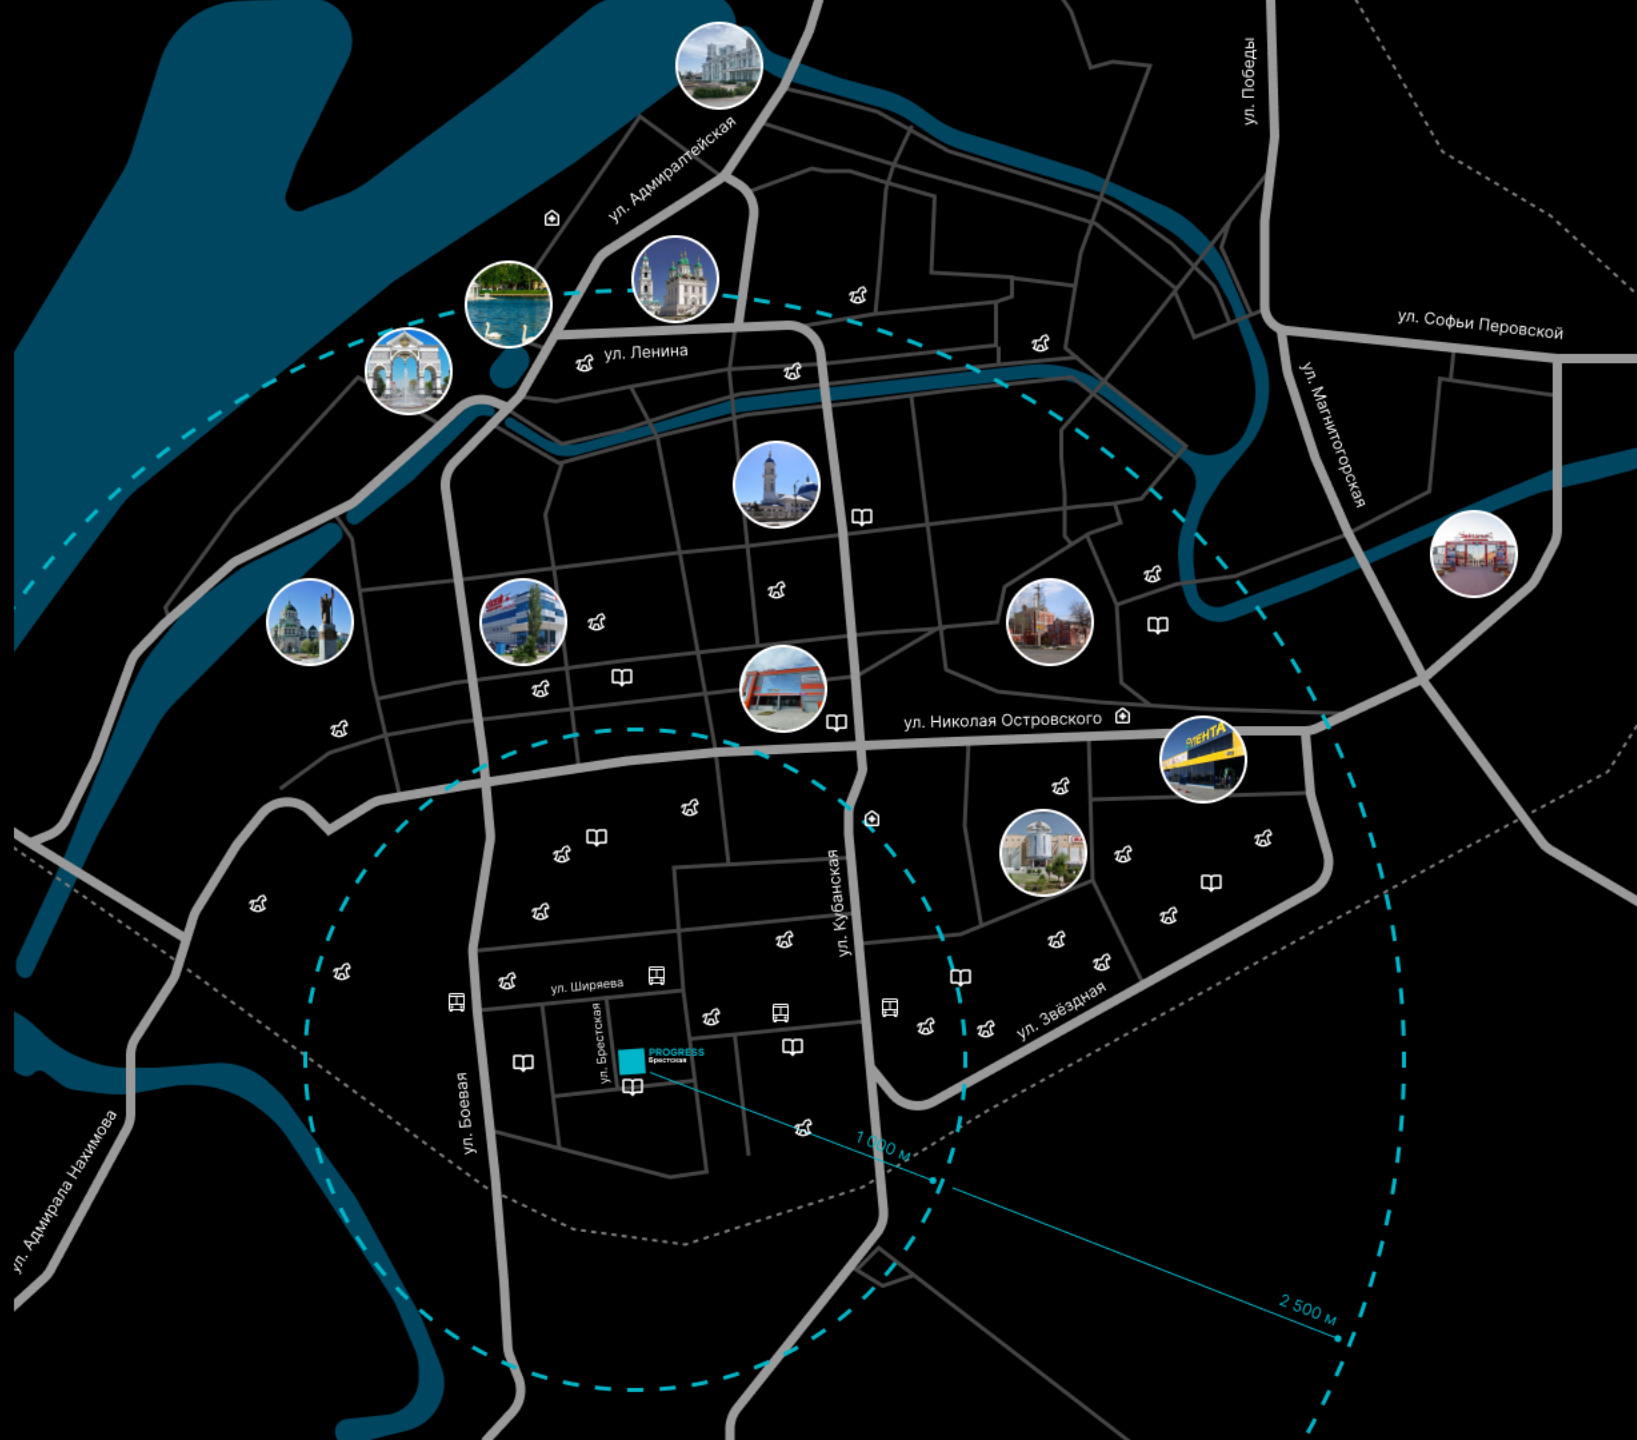 ул. Победы
ул. Адмиралтейская
ул. Софьи Перовской
ул. Ленина
ул. Магнитогорская
ЛЕНТА
ул. Николая Островского
ул. Кубанская
ул. Ширяева
ул. Брестская
ул. Звёздная
PROGRESS
Брестская
ул. Боевая
ул. Адмирала Нахимова
1 000 м
2 500 м